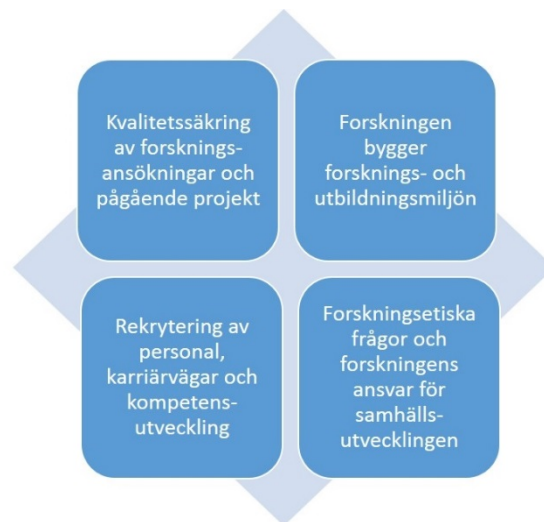 Kvalitetssäkring
av forsknings-
ansökningar och
pågående projekt
Forskningen
bygger
forsknings- och
utbildningsmiljön
Rekrytering av
personal,
karriärvägar och
kompetens-
utveckling
Forskningsetiska
frågor och
forskningens
ansvar för
samhälls-
utvecklingen